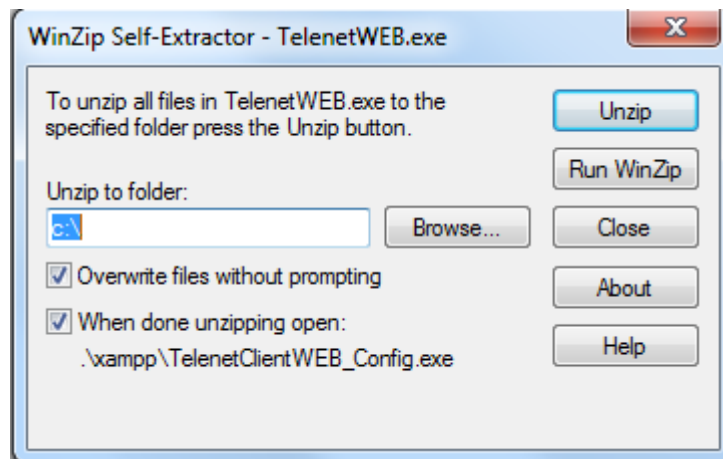 WinZip Self-Extractor - TelenetWEB.exe
To unzip all files in TelenetWEB.exe to the
specified folder press the Unzip button.
Unzip
Run WinZip
Unzip to folder:
c:\
Browse...
Close
Overwrite files without prompting
About
When done unzipping open:
.\xampp\TelenetClientWEB_Config.exe
Help